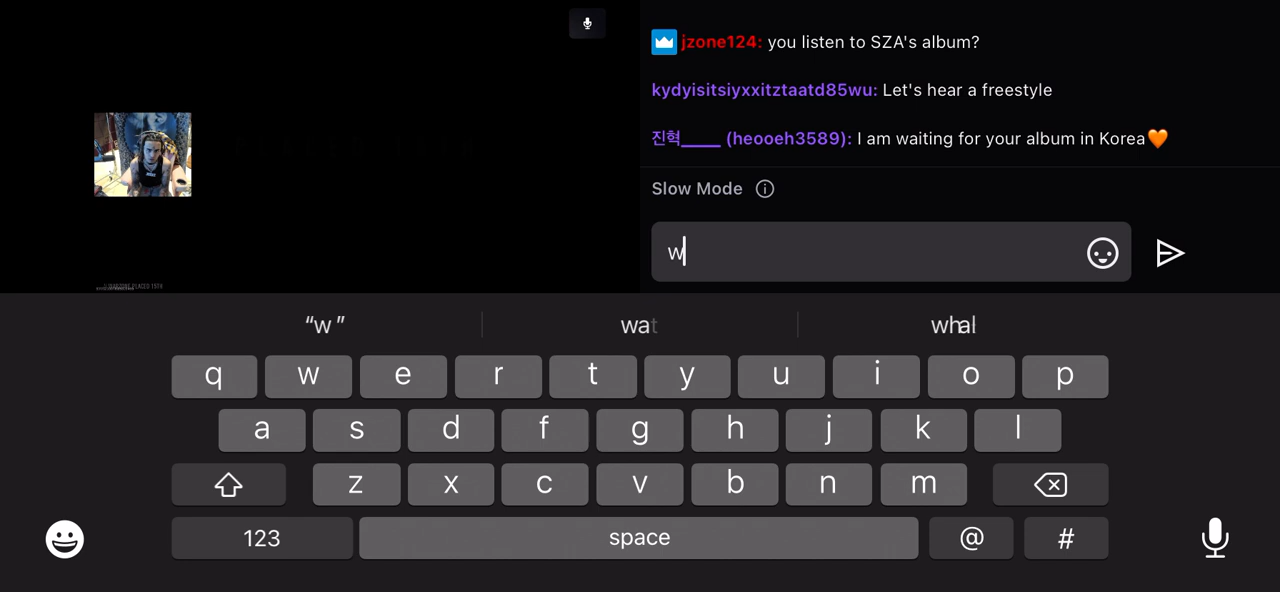 jzone124: you listen to SZA's album?
kydyisitsiyxxitztaatd85wu: Let's hear a freestyle
진혁_____ (heooeh3589): I am waiting for your album in Korea🧡
Slow Mode
w
“w” wat
q w e r t y u i o p
a s d f g h j k l
z x c v b n m
123 space @ #